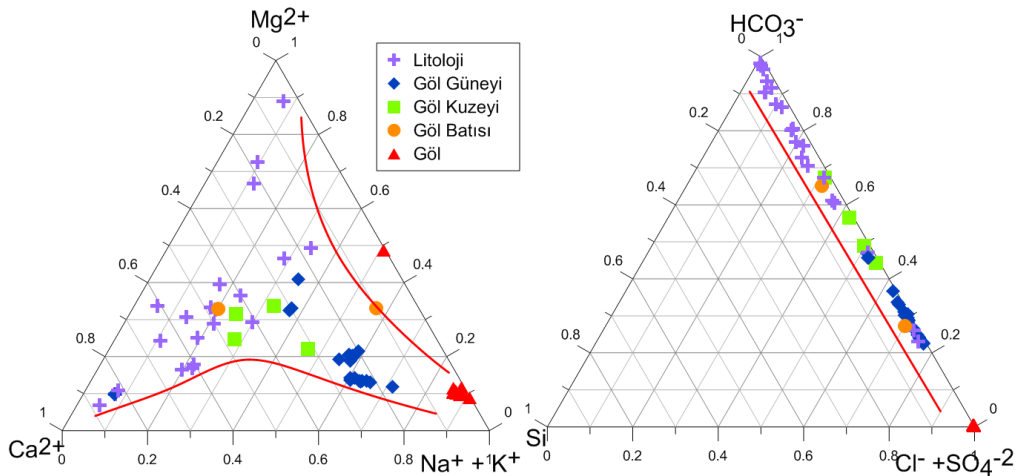 Mg2+
0 1
Litoloji
Göl Güneyi
Göl Kuzeyi
Göl Batısı
Göl
0.2 0.8
0.4 0.6
0.6 0.4
0.8 0.2
1 0
Ca2+
Na+ +K+
0 0.2 0.4 0.6 0.8 1
HCO3-
0 1
0.2 0.8
0.4 0.6
0.6 0.4
0.8 0.2
1 0
Si
Cl- +SO4-2
0 0.2 0.4 0.6 0.8 1